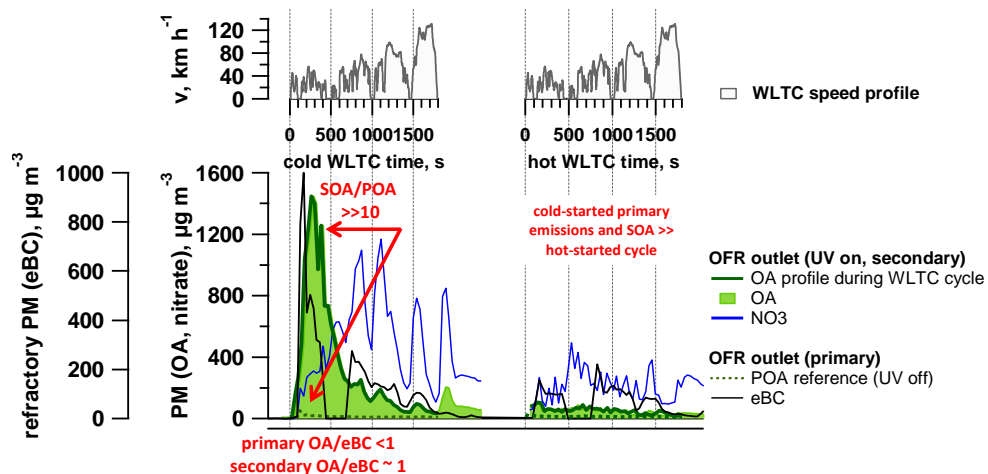 v, km h⁻¹
120
80
40
0
0
500
1000
1500
cold WLTC time, s
0
500
1000
1500
hot WLTC time, s
WLTC speed profile
refractory PM (eBC), µg m⁻³
1000
800
600
400
200
0
PM (OA, nitrate), µg m⁻³
1600
1200
800
400
0
SOA/POA
>>10
cold-started primary
emissions and SOA >>
hot-started cycle
primary OA/eBC <1
secondary OA/eBC ~ 1
OFR outlet (UV on, secondary)
OA profile during WLTC cycle
OA
NO3
OFR outlet (primary)
POA reference (UV off)
eBC